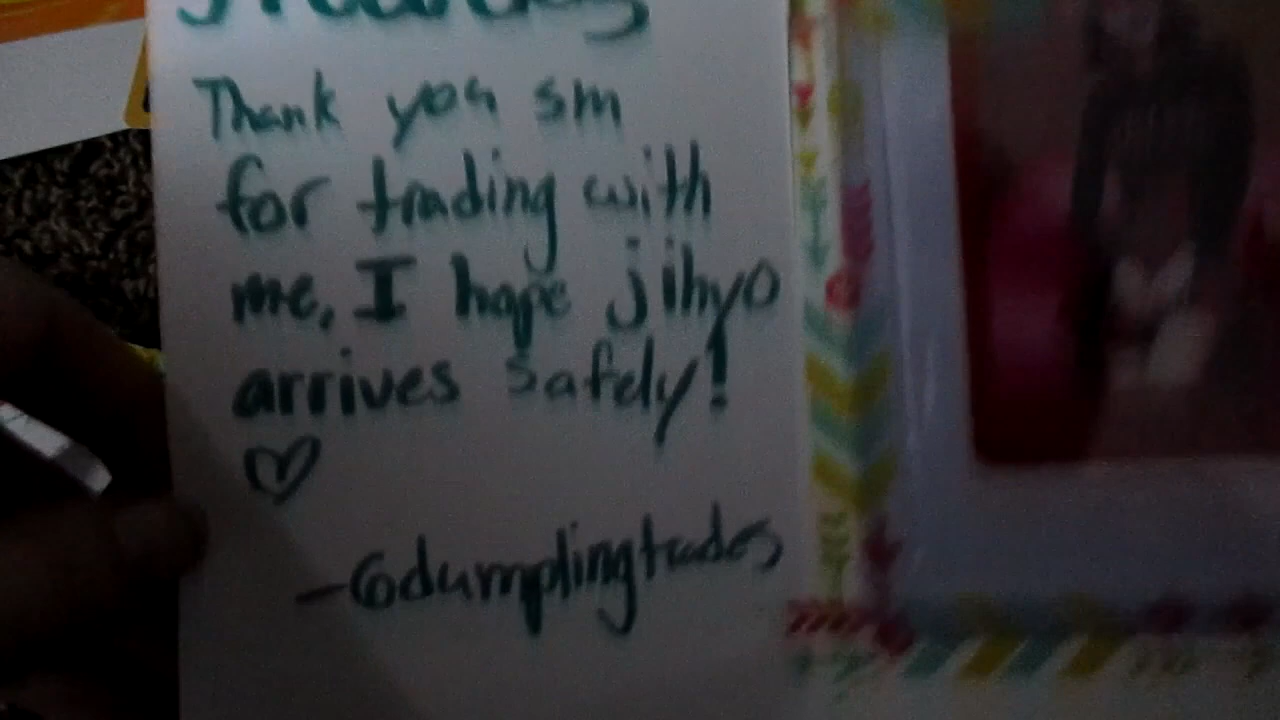 Thank you sm
for trading with
me, I hope jihyo
arrives safely!
♡
-@dumplingtrades